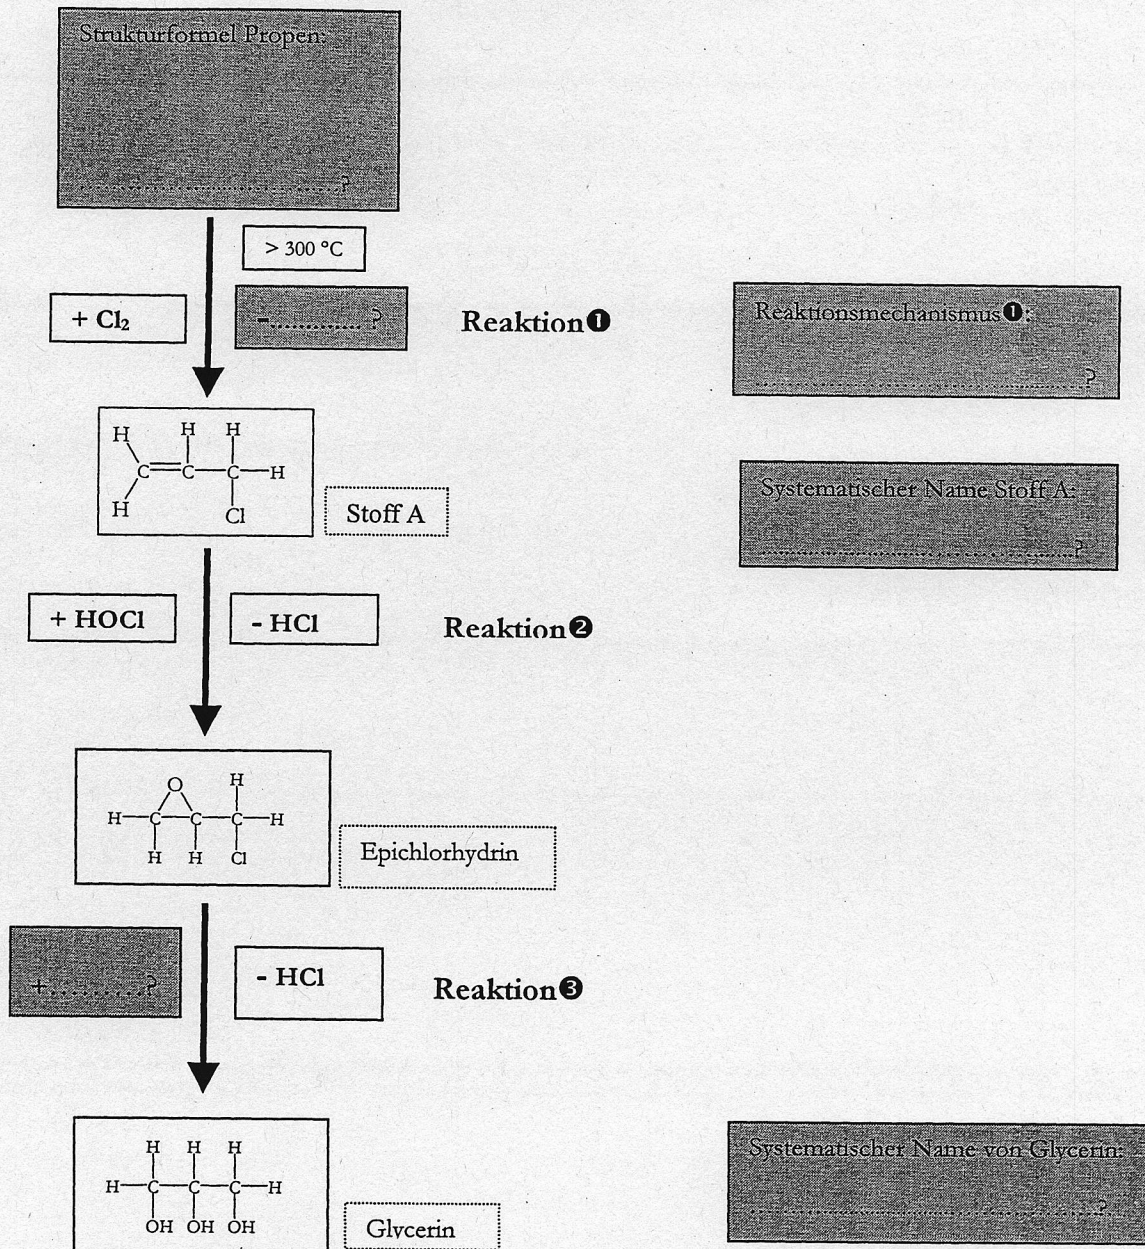 Strukturformel Propen:
..............................?
> 300 °C
+ Cl₂
-............. ?
Reaktion❶
Reaktionsmechanismus❶:
..............................?
H H H
C=C—C—H
H
Cl
Stoff A
Systematischer Name Stoff A:
..............................?
+ HOCl
- HCl
Reaktion❷
O
H
H—C—C—C—H
H H Cl
Epichlorhydrin
+..........?
- HCl
Reaktion❸
H H H
H—C—C—C—H
OH OH OH
Glycerin
Systematischer Name von Glycerin:
..............................?